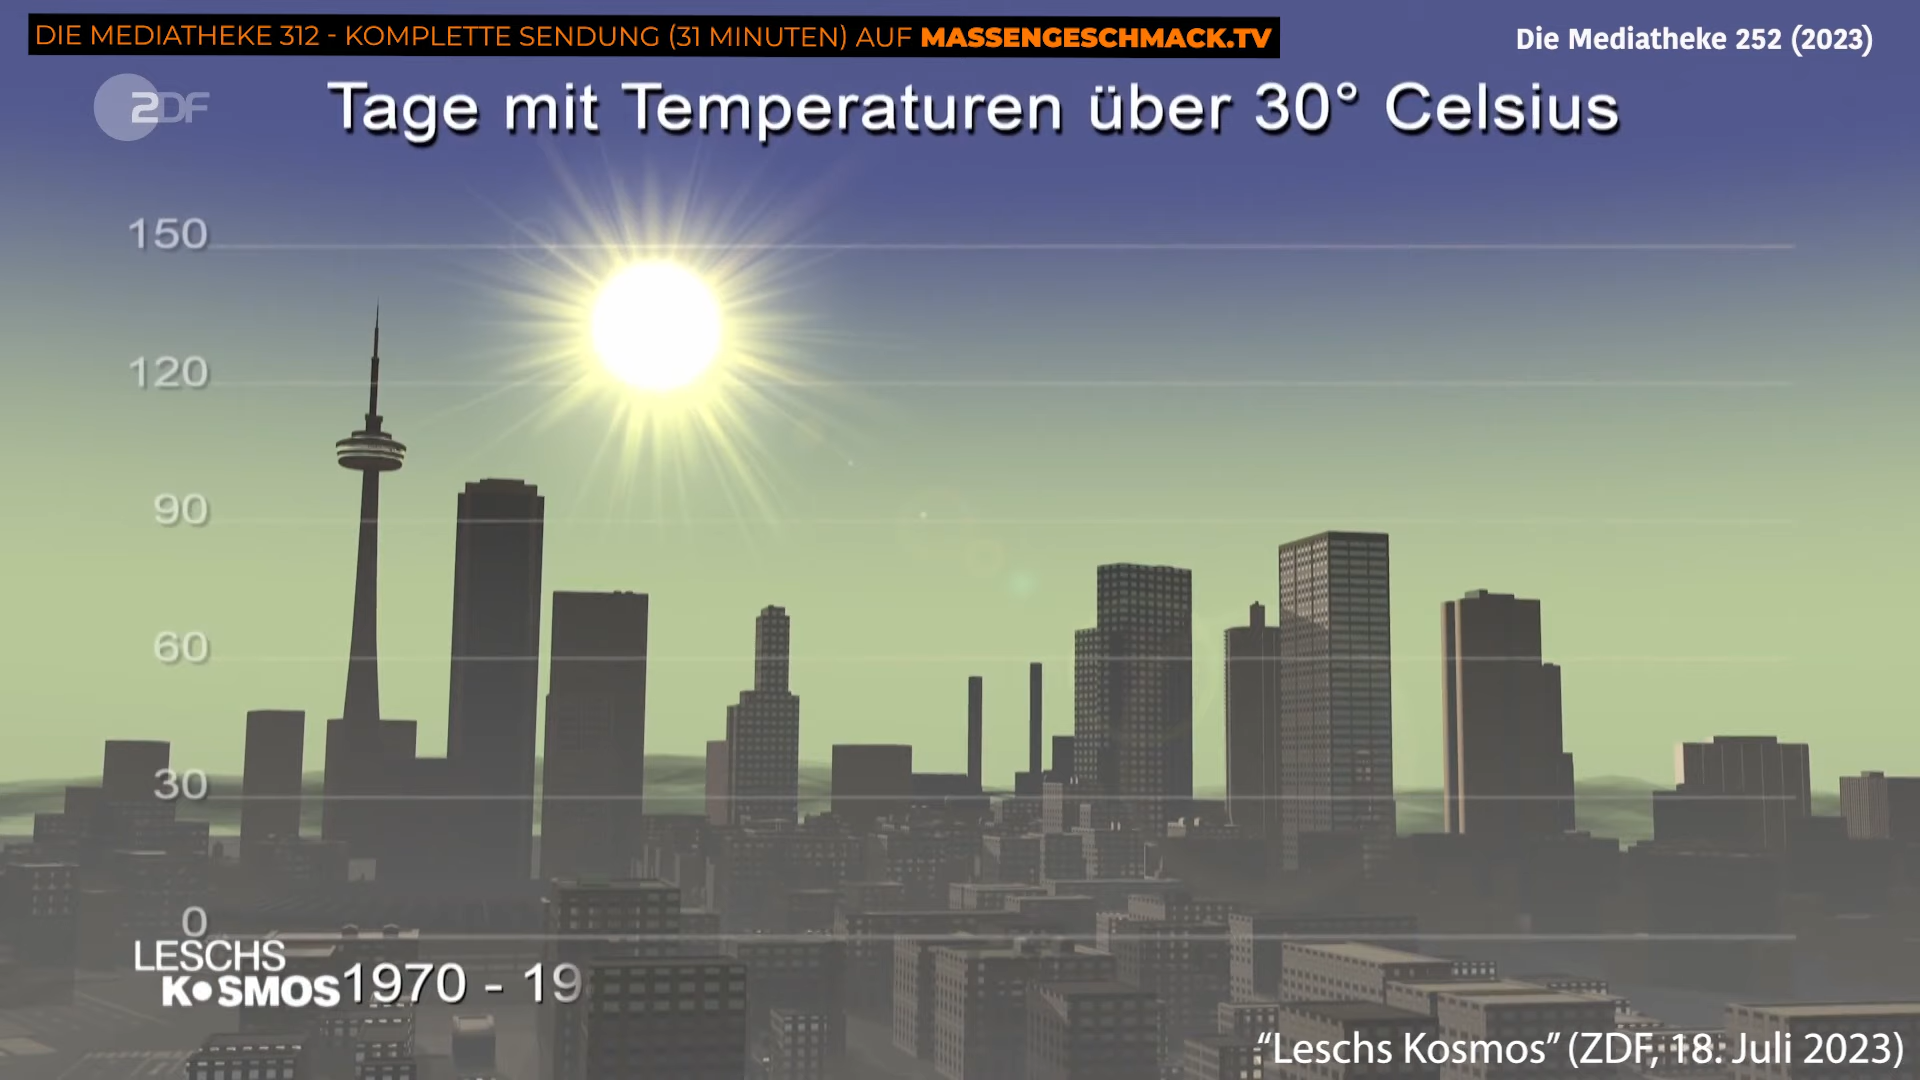 DIE MEDIATHEKE 312 - KOMPLETTE SENDUNG (31 MINUTEN) AUF MASSENGESCHMACK.TV
Die Mediatheke 252 (2023)
ZDF
Tage mit Temperaturen über 30° Celsius
150
120
90
60
30
0
LESCHS
KOSMOS
1970 - 19
“Leschs Kosmos” (ZDF, 18. Juli 2023)